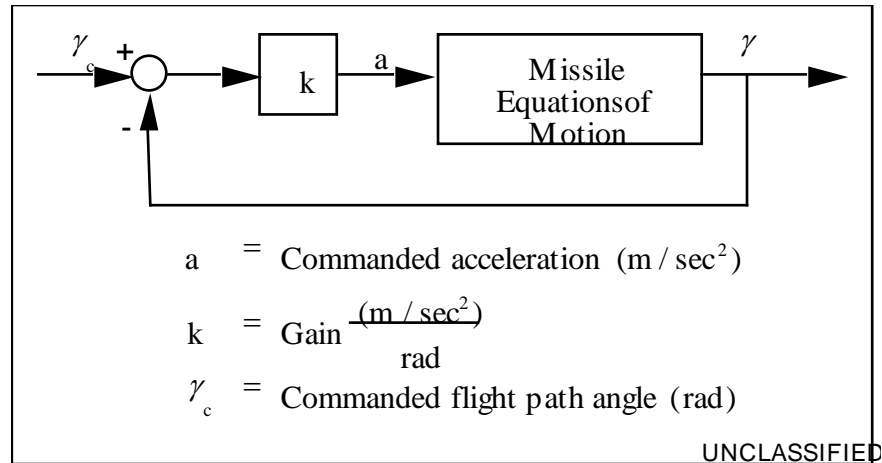 γc + k a Missile γ
Equationsof
Motion
-
a = Commanded acceleration (m / sec²)
k = Gain (m / sec²)
rad
γc = Commanded flight path angle (rad)
UNCLASSIFIED